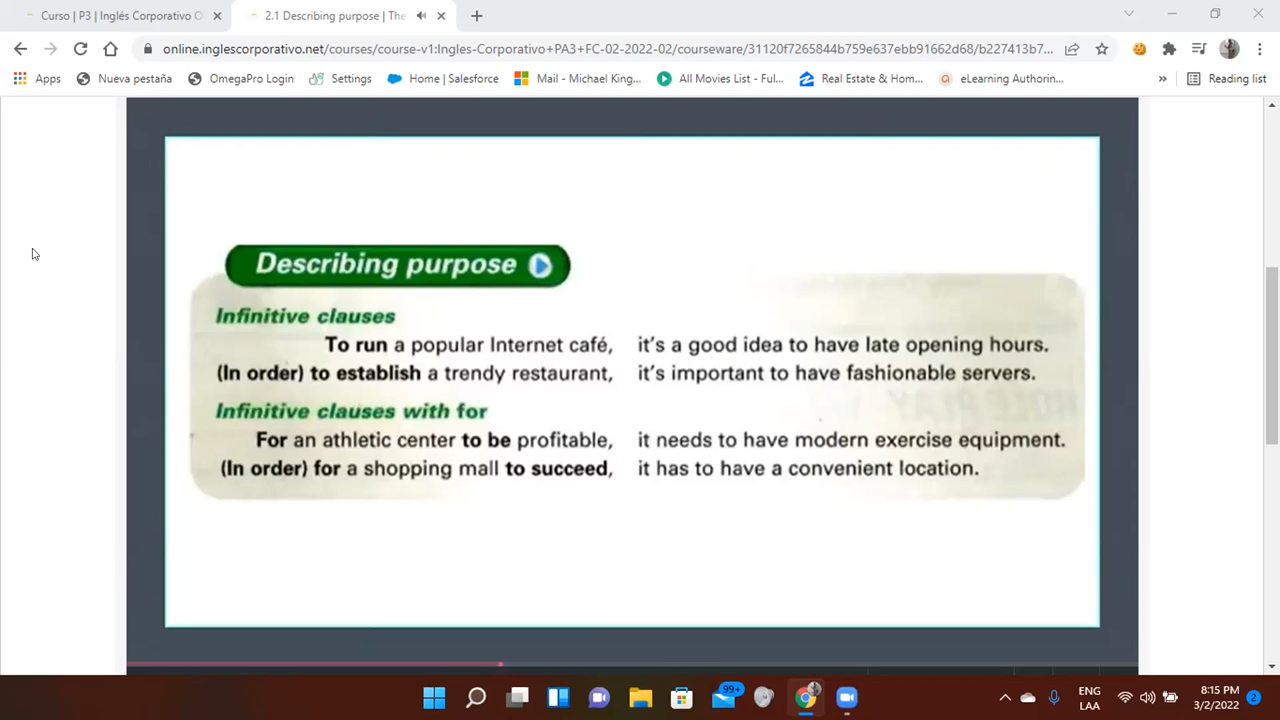 Curso | P3 | Inglés Corporativo O
2.1 Describing purpose | The
online.inglescorporativo.net/courses/course-v1:Ingles-Corporativo+PA3+FC-02-2022-02/courseware/31120f7265844b759e637ebb91662d68/b227413b7...
Apps
Nueva pestaña
OmegaPro Login
Settings
Home | Salesforce
Mail - Michael King...
All Movies List - Ful...
Real Estate & Hom...
eLearning Authorin...
»
Reading list
Describing purpose
Infinitive clauses
To run a popular Internet café, it's a good idea to have late opening hours.
(In order) to establish a trendy restaurant, it's important to have fashionable servers.
Infinitive clauses with for
For an athletic center to be profitable, it needs to have modern exercise equipment.
(In order) for a shopping mall to succeed, it has to have a convenient location.
99+
ENG
LAA
8:15 PM
3/2/2022
2